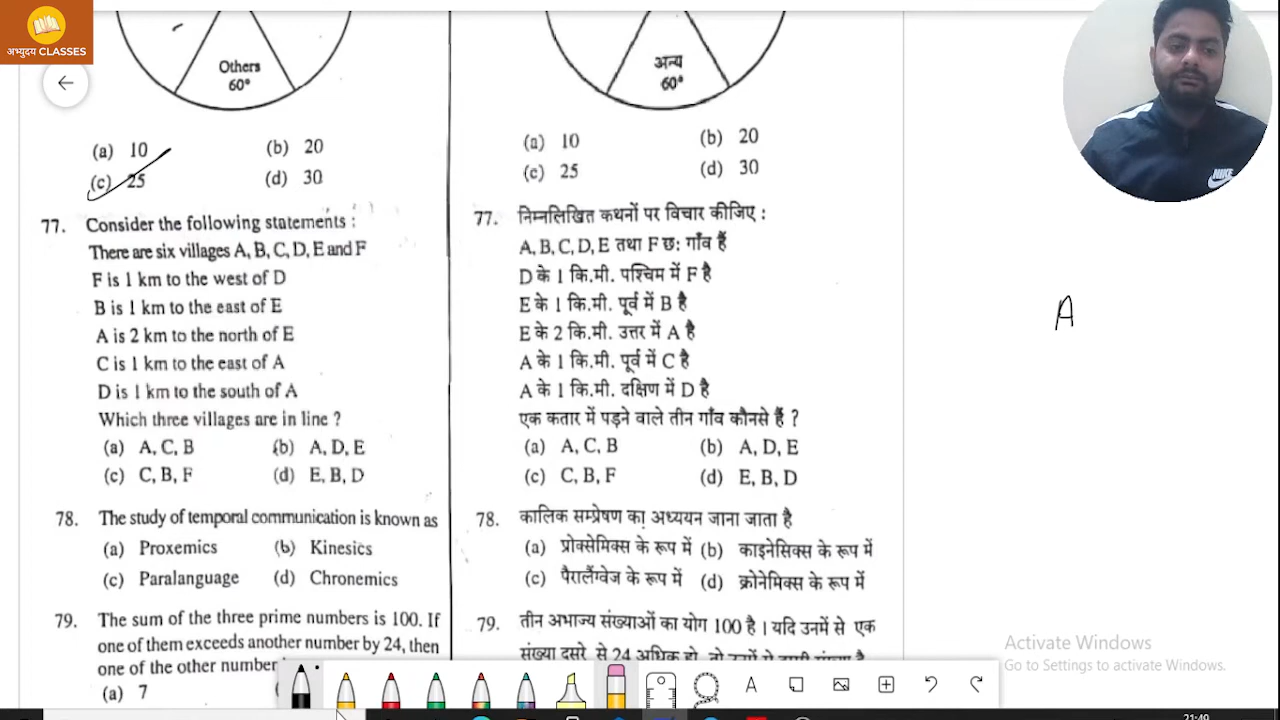 अभ्युदय CLASSES
Others
60°
(a) 10 (b) 20
(c) 25 (d) 30
77. Consider the following statements :
There are six villages A, B, C, D, E and F
F is 1 km to the west of D
B is 1 km to the east of E
A is 2 km to the north of E
C is 1 km to the east of A
D is 1 km to the south of A
Which three villages are in line ?
(a) A, C, B (b) A, D, E
(c) C, B, F (d) E, B, D
78. The study of temporal communication is known as
(a) Proxemics (b) Kinesics
(c) Paralanguage (d) Chronemics
79. The sum of the three prime numbers is 100. If
one of them exceeds another number by 24, then
one of the other number
(a) 7
अन्य
60°
(a) 10 (b) 20
(c) 25 (d) 30
77. निम्नलिखित कथनों पर विचार कीजिए :
A, B, C, D, E तथा F छः गाँव हैं
D के 1 कि.मी. पश्चिम में F है
E के 1 कि.मी. पूर्व में B है
E के 2 कि.मी. उत्तर में A है
A के 1 कि.मी. पूर्व में C है
A के 1 कि.मी. दक्षिण में D है
एक कतार में पड़ने वाले तीन गाँव कौनसे हैं ?
(a) A, C, B (b) A, D, E
(c) C, B, F (d) E, B, D
78. कालिक सम्प्रेषण का अध्ययन जाना जाता है
(a) प्रोक्सेमिक्स के रूप में (b) काइनेसिक्स के रूप में
(c) पैरालैंग्वेज के रूप में (d) क्रोनेमिक्स के रूप में
79. तीन अभाज्य संख्याओं का योग 100 है । यदि उनमें से एक
संख्या दूसरे से 24 अधिक हो, तो उनमें से
A
NIKE
Activate Windows
Go to Settings to activate Windows.
A
21:49